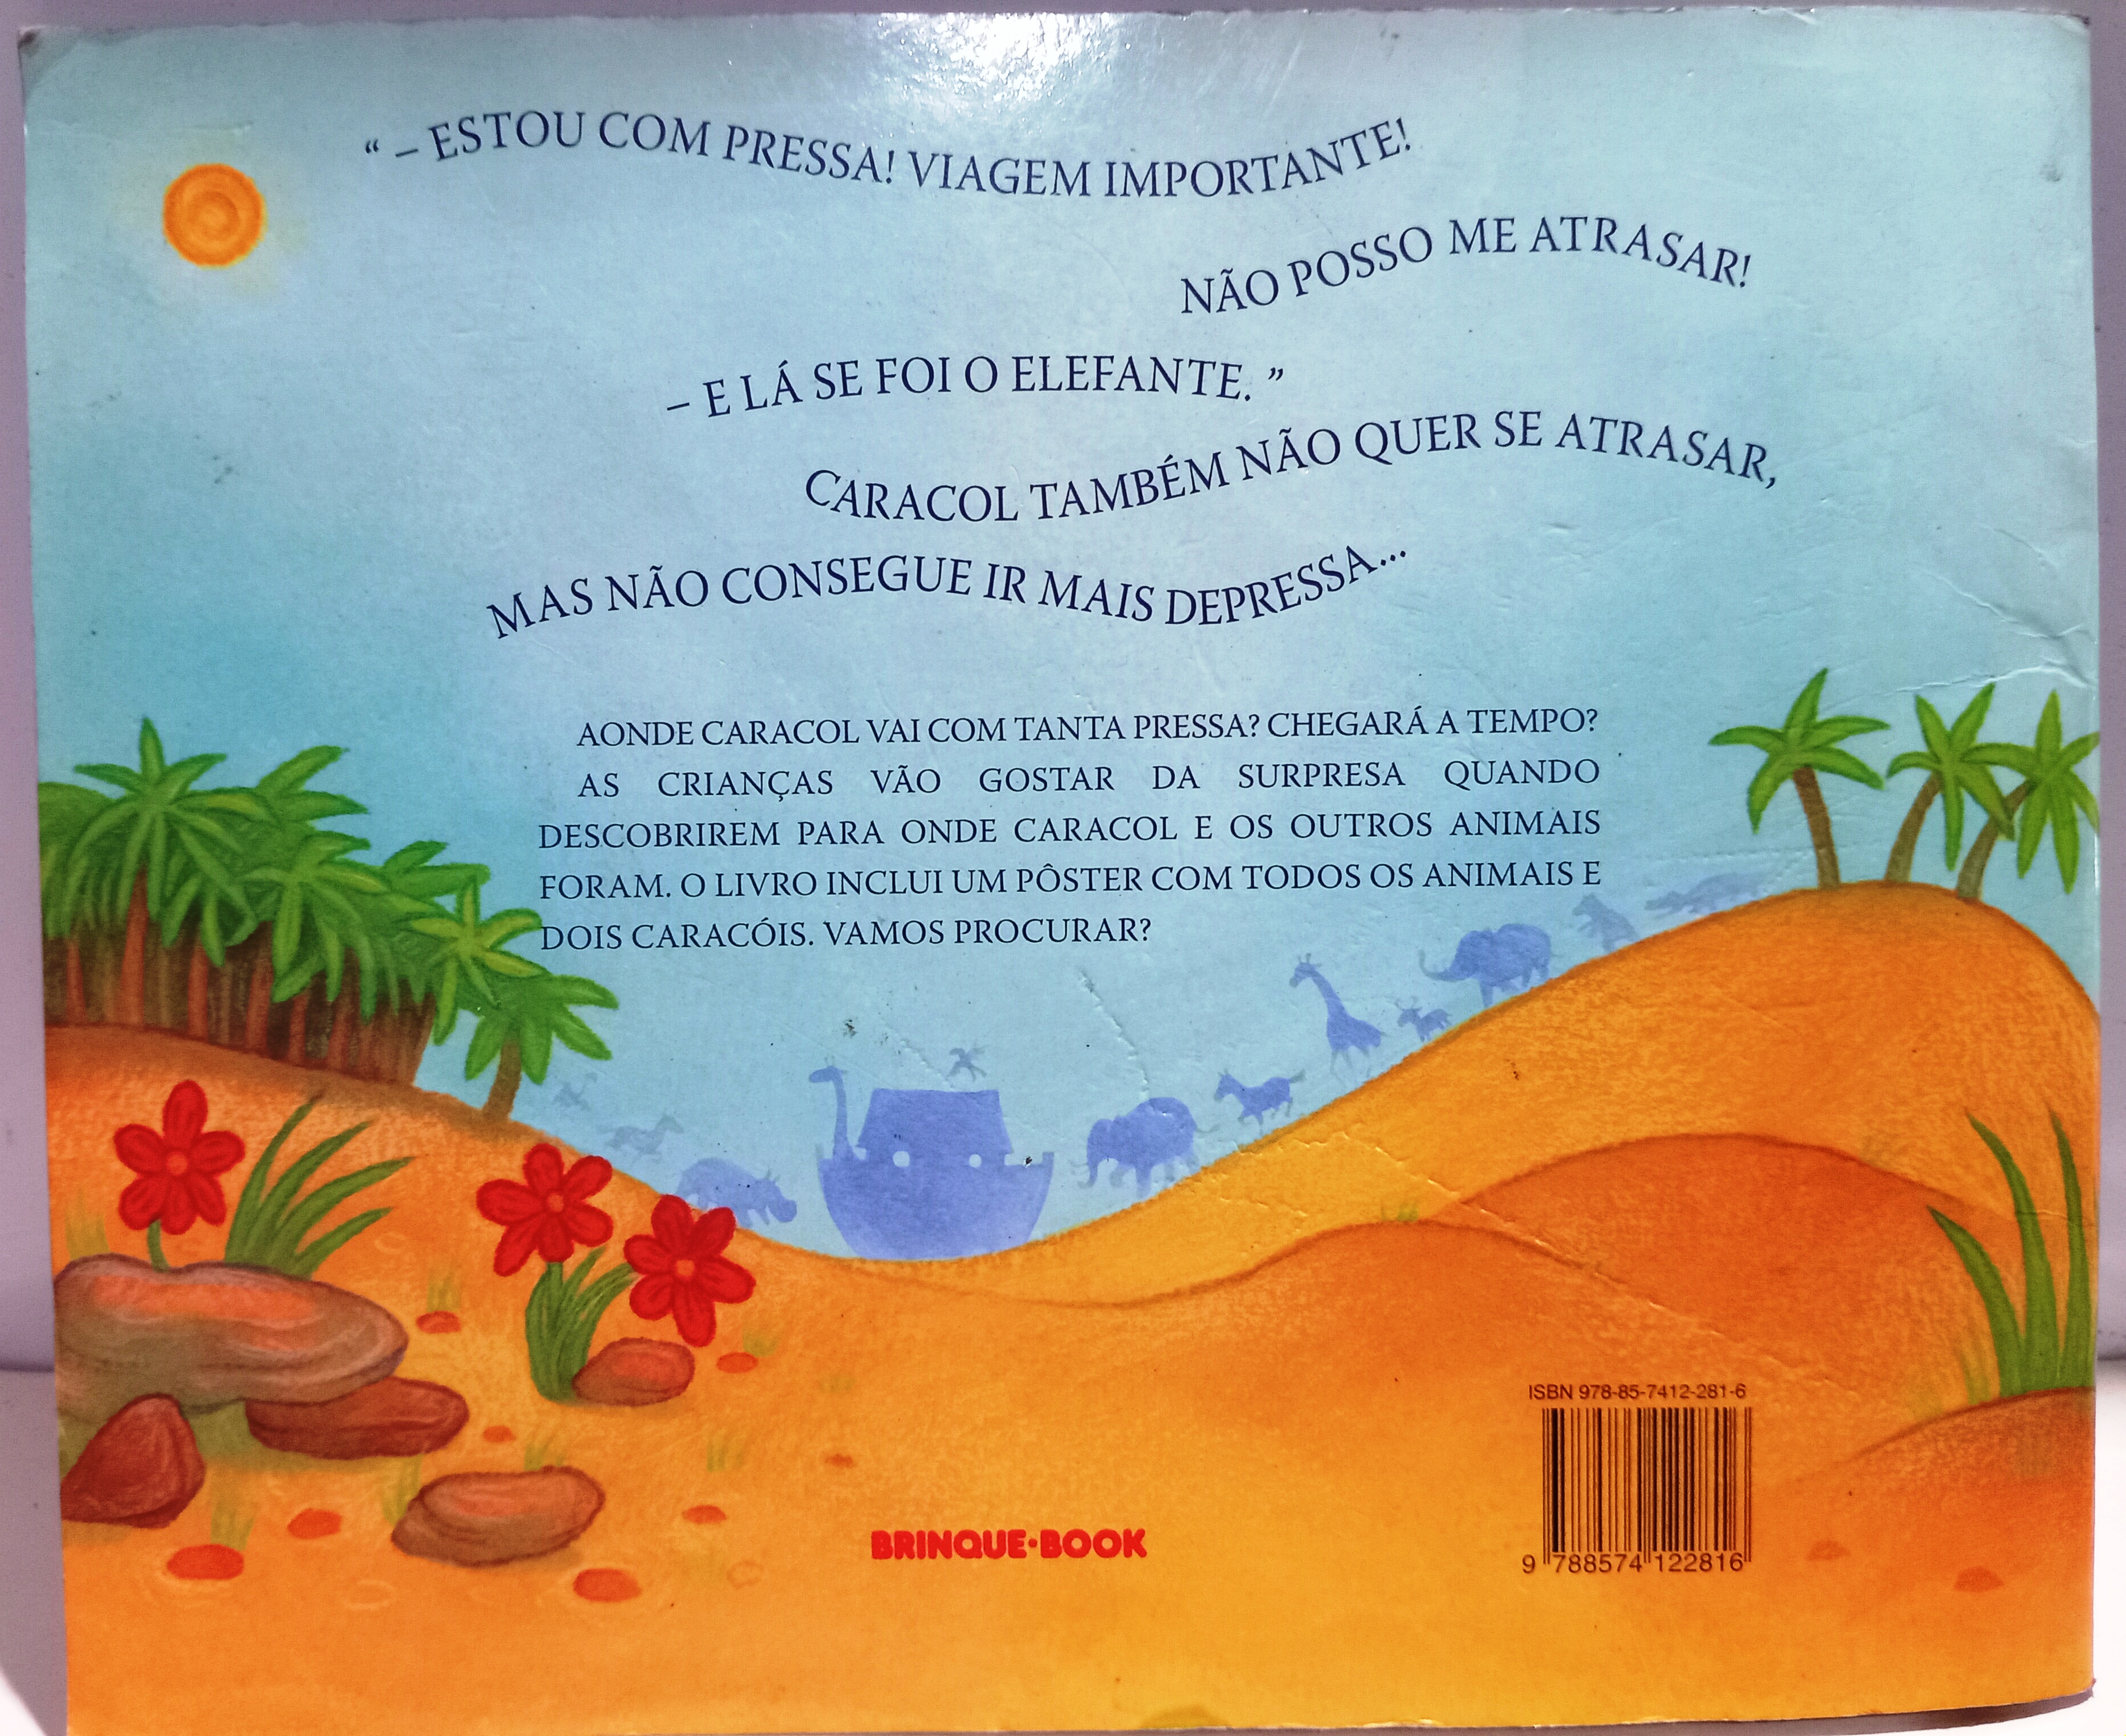 “ – ESTOU COM PRESSA! VIAGEM IMPORTANTE!
NÃO POSSO ME ATRASAR!
– E LÁ SE FOI O ELEFANTE. ”
CARACOL TAMBÉM NÃO QUER SE ATRASAR,
MAS NÃO CONSEGUE IR MAIS DEPRESSA...
AONDE CARACOL VAI COM TANTA PRESSA? CHEGARÁ A TEMPO?
AS CRIANÇAS VÃO GOSTAR DA SURPRESA QUANDO
DESCOBRIREM PARA ONDE CARACOL E OS OUTROS ANIMAIS
FORAM. O LIVRO INCLUI UM PÔSTER COM TODOS OS ANIMAIS E
DOIS CARACÓIS. VAMOS PROCURAR?
ISBN 978-85-7412-281-6
9 788574 122816
BRINQUE·BOOK